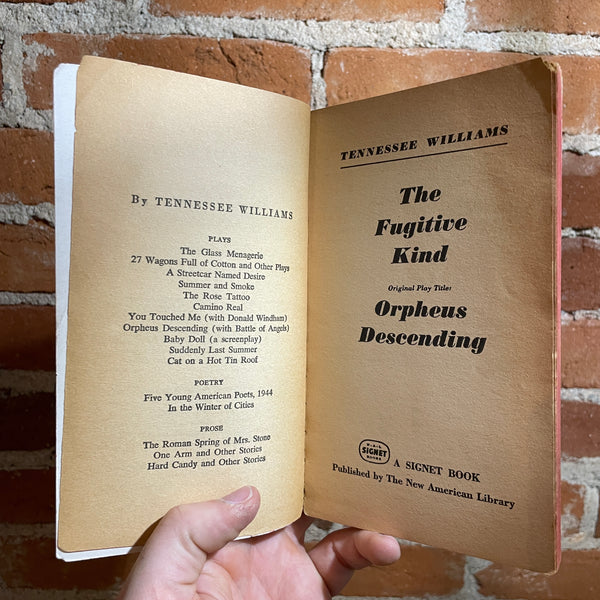 By TENNESSEE WILLIAMS
PLAYS
The Glass Menagerie
27 Wagons Full of Cotton and Other Plays
A Streetcar Named Desire
Summer and Smoke
The Rose Tattoo
Camino Real
You Touched Me (with Donald Windham)
Orpheus Descending (with Battle of Angels)
Baby Doll (a screenplay)
Suddenly Last Summer
Cat on a Hot Tin Roof
POETRY
Five Young American Poets, 1944
In the Winter of Cities
PROSE
The Roman Spring of Mrs. Stone
One Arm and Other Stories
Hard Candy and Other Stories
TENNESSEE WILLIAMS
The
Fugitive
Kind
Original Play Title:
Orpheus
Descending
N·A·L
SIGNET
BOOKS
A SIGNET BOOK
Published by The New American Library